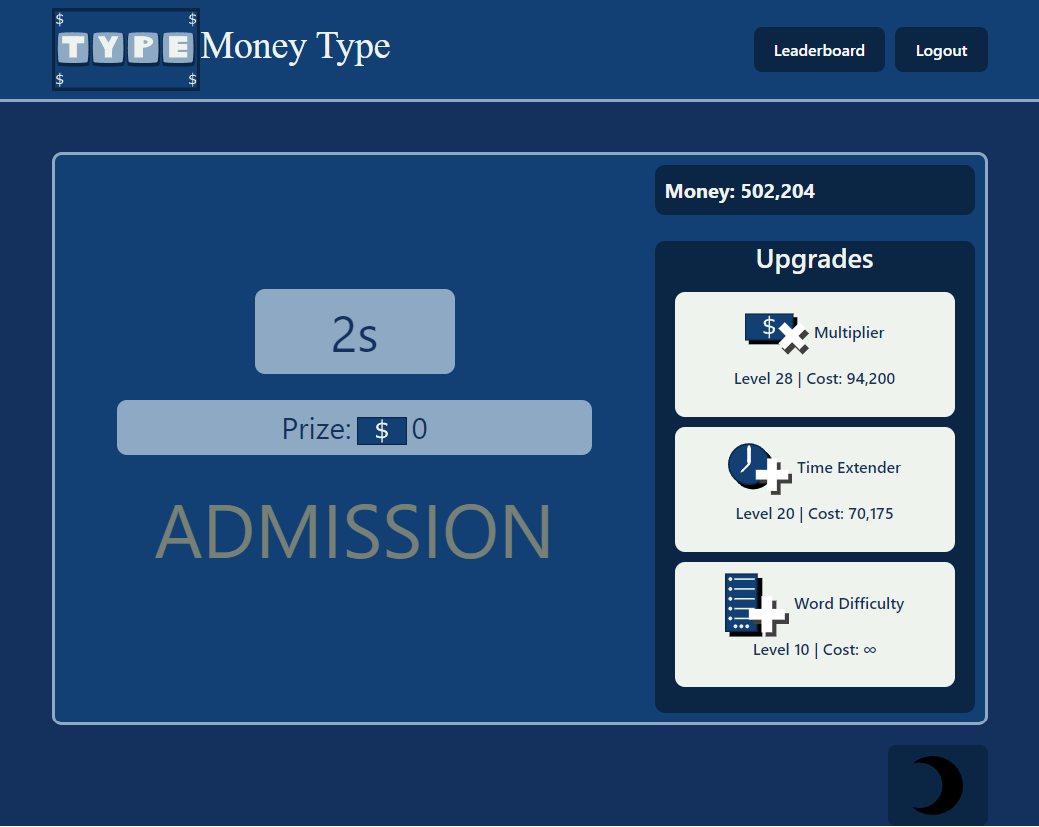 $ $
TYPE
$ $
Money Type
Leaderboard
Logout
Money: 502,204
2s
Prize: $ 0
ADMISSION
Upgrades
$ Multiplier
Level 28 | Cost: 94,200
Time Extender
Level 20 | Cost: 70,175
Word Difficulty
Level 10 | Cost: ∞